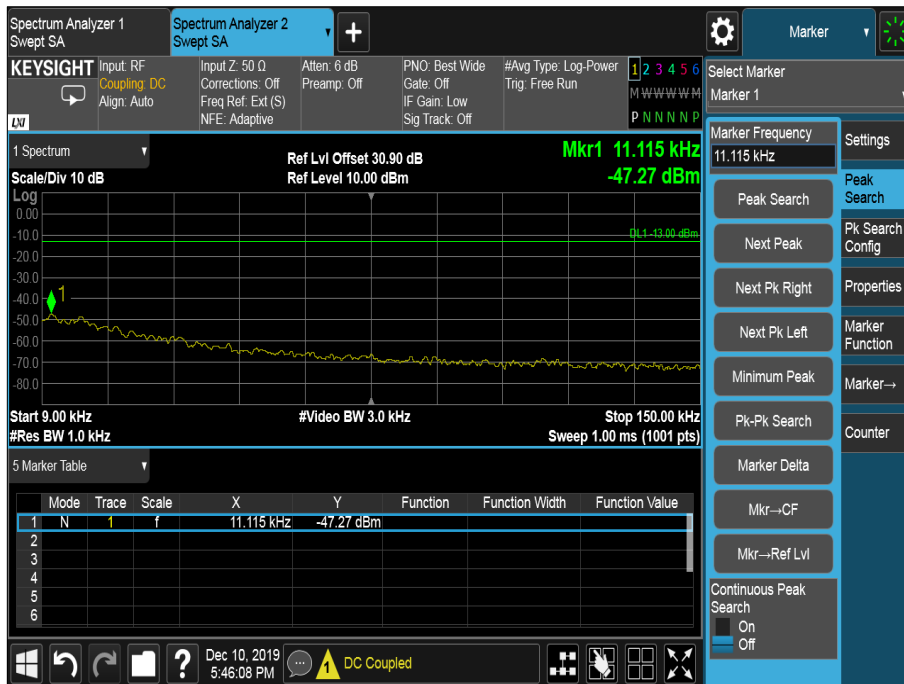 Spectrum Analyzer 1
Swept SA
Spectrum Analyzer 2
Swept SA
Marker
KEYSIGHT
LXI
Input: RF
Coupling: DC
Align: Auto
Input Z: 50 Ω
Corrections: Off
Freq Ref: Ext (S)
NFE: Adaptive
Atten: 6 dB
Preamp: Off
PNO: Best Wide
Gate: Off
IF Gain: Low
Sig Track: Off
#Avg Type: Log-Power
Trig: Free Run
1 2 3 4 5 6
M W W W W M
P N N N N P
Select Marker
Marker 1
1 Spectrum
Scale/Div 10 dB
Ref Lvl Offset 30.90 dB
Ref Level 10.00 dBm
Mkr1 11.115 kHz
-47.27 dBm
Log
0.00
-10.0
-20.0
-30.0
-40.0
-50.0
-60.0
-70.0
-80.0
DL1 -13.00 dBm
1
Start 9.00 kHz
#Res BW 1.0 kHz
#Video BW 3.0 kHz
Stop 150.00 kHz
Sweep 1.00 ms (1001 pts)
5 Marker Table
Mode Trace Scale X Y Function Function Width Function Value
1 N 1 f 11.115 kHz -47.27 dBm
2
3
4
5
6
Marker Frequency
11.115 kHz
Peak Search
Next Peak
Next Pk Right
Next Pk Left
Minimum Peak
Pk-Pk Search
Marker Delta
Mkr→CF
Mkr→Ref Lvl
Continuous Peak
Search
On
Off
Settings
Peak
Search
Pk Search
Config
Properties
Marker
Function
Marker→
Counter
?
Dec 10, 2019
5:46:08 PM
1
DC Coupled